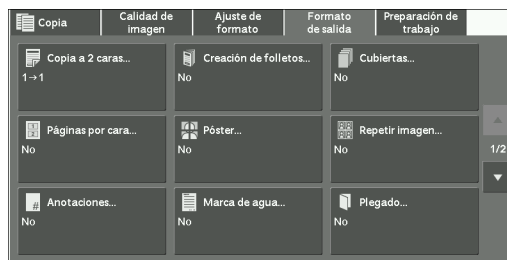 Copia
Calidad de
imagen
Ajuste de
formato
Formato
de salida
Preparación de
trabajo
Copia a 2 caras...
1→1
Creación de folletos...
No
Cubiertas...
No
Páginas por cara...
No
Póster...
No
Repetir imagen...
No
1/2
Anotaciones...
No
Marca de agua...
No
Plegado...
No